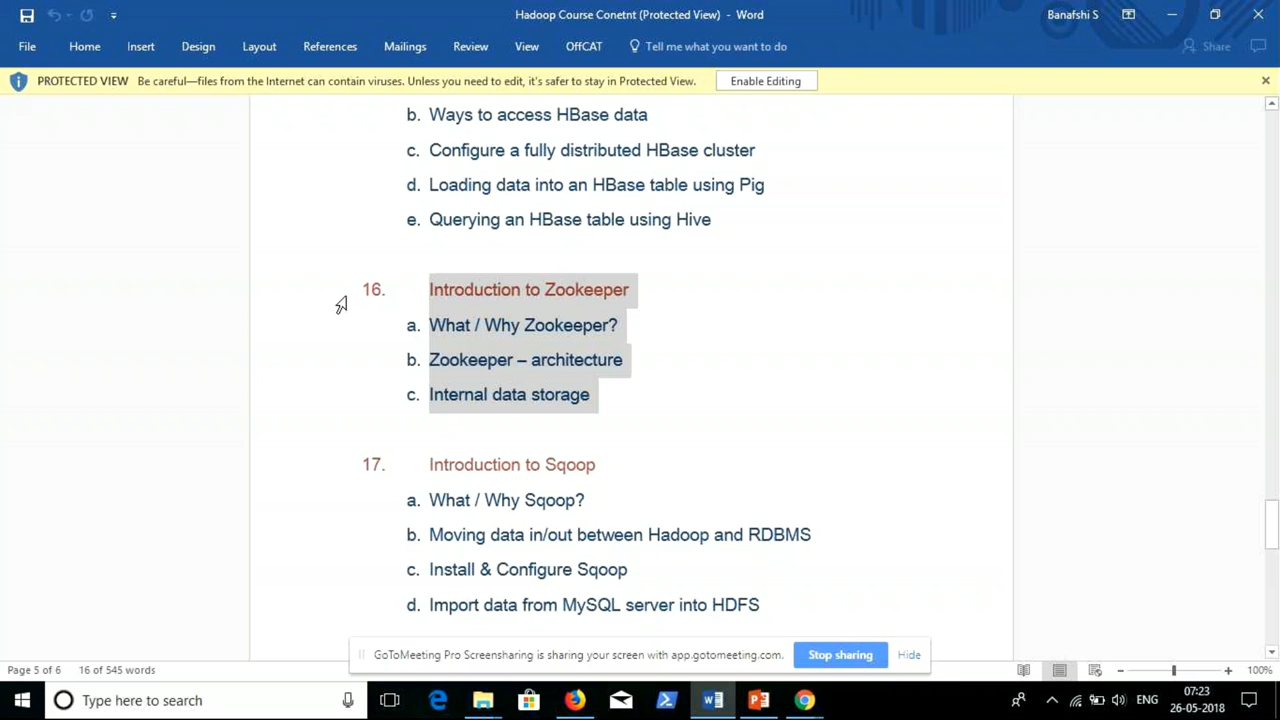 Hadoop Course Conetnt (Protected View) - Word
Banafshi S
File Home Insert Design Layout References Mailings Review View OffCAT Tell me what you want to do Share
PROTECTED VIEW Be careful—files from the Internet can contain viruses. Unless you need to edit, it's safer to stay in Protected View. Enable Editing
b. Ways to access HBase data
c. Configure a fully distributed HBase cluster
d. Loading data into an HBase table using Pig
e. Querying an HBase table using Hive
16. Introduction to Zookeeper
a. What / Why Zookeeper?
b. Zookeeper – architecture
c. Internal data storage
17. Introduction to Sqoop
a. What / Why Sqoop?
b. Moving data in/out between Hadoop and RDBMS
c. Install & Configure Sqoop
d. Import data from MySQL server into HDFS
GoToMeeting Pro Screensharing is sharing your screen with app.gotomeeting.com. Stop sharing Hide
Page 5 of 6 16 of 545 words 100%
Type here to search
ENG
07:23
26-05-2018